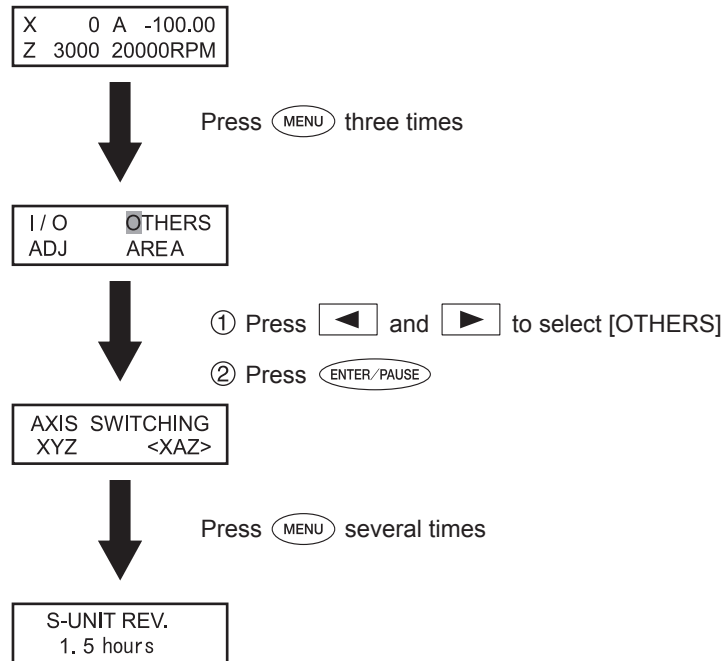 X 0 A -100.00
Z 3000 20000RPM
Press MENU three times
I / O OTHERS
ADJ AREA
① Press ◄ and ► to select [OTHERS]
② Press ENTER/PAUSE
AXIS SWITCHING
XYZ <XAZ>
Press MENU several times
S-UNIT REV.
1. 5 hours